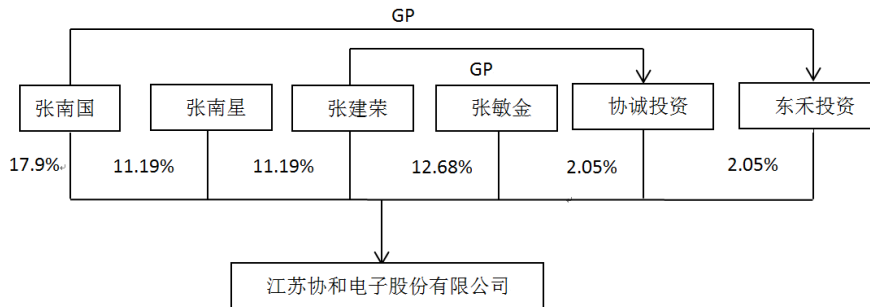 GP
GP
张南国
张南星
张建荣
张敏金
协诚投资
东禾投资
17.9%
11.19%
11.19%
12.68%
2.05%
2.05%
江苏协和电子股份有限公司